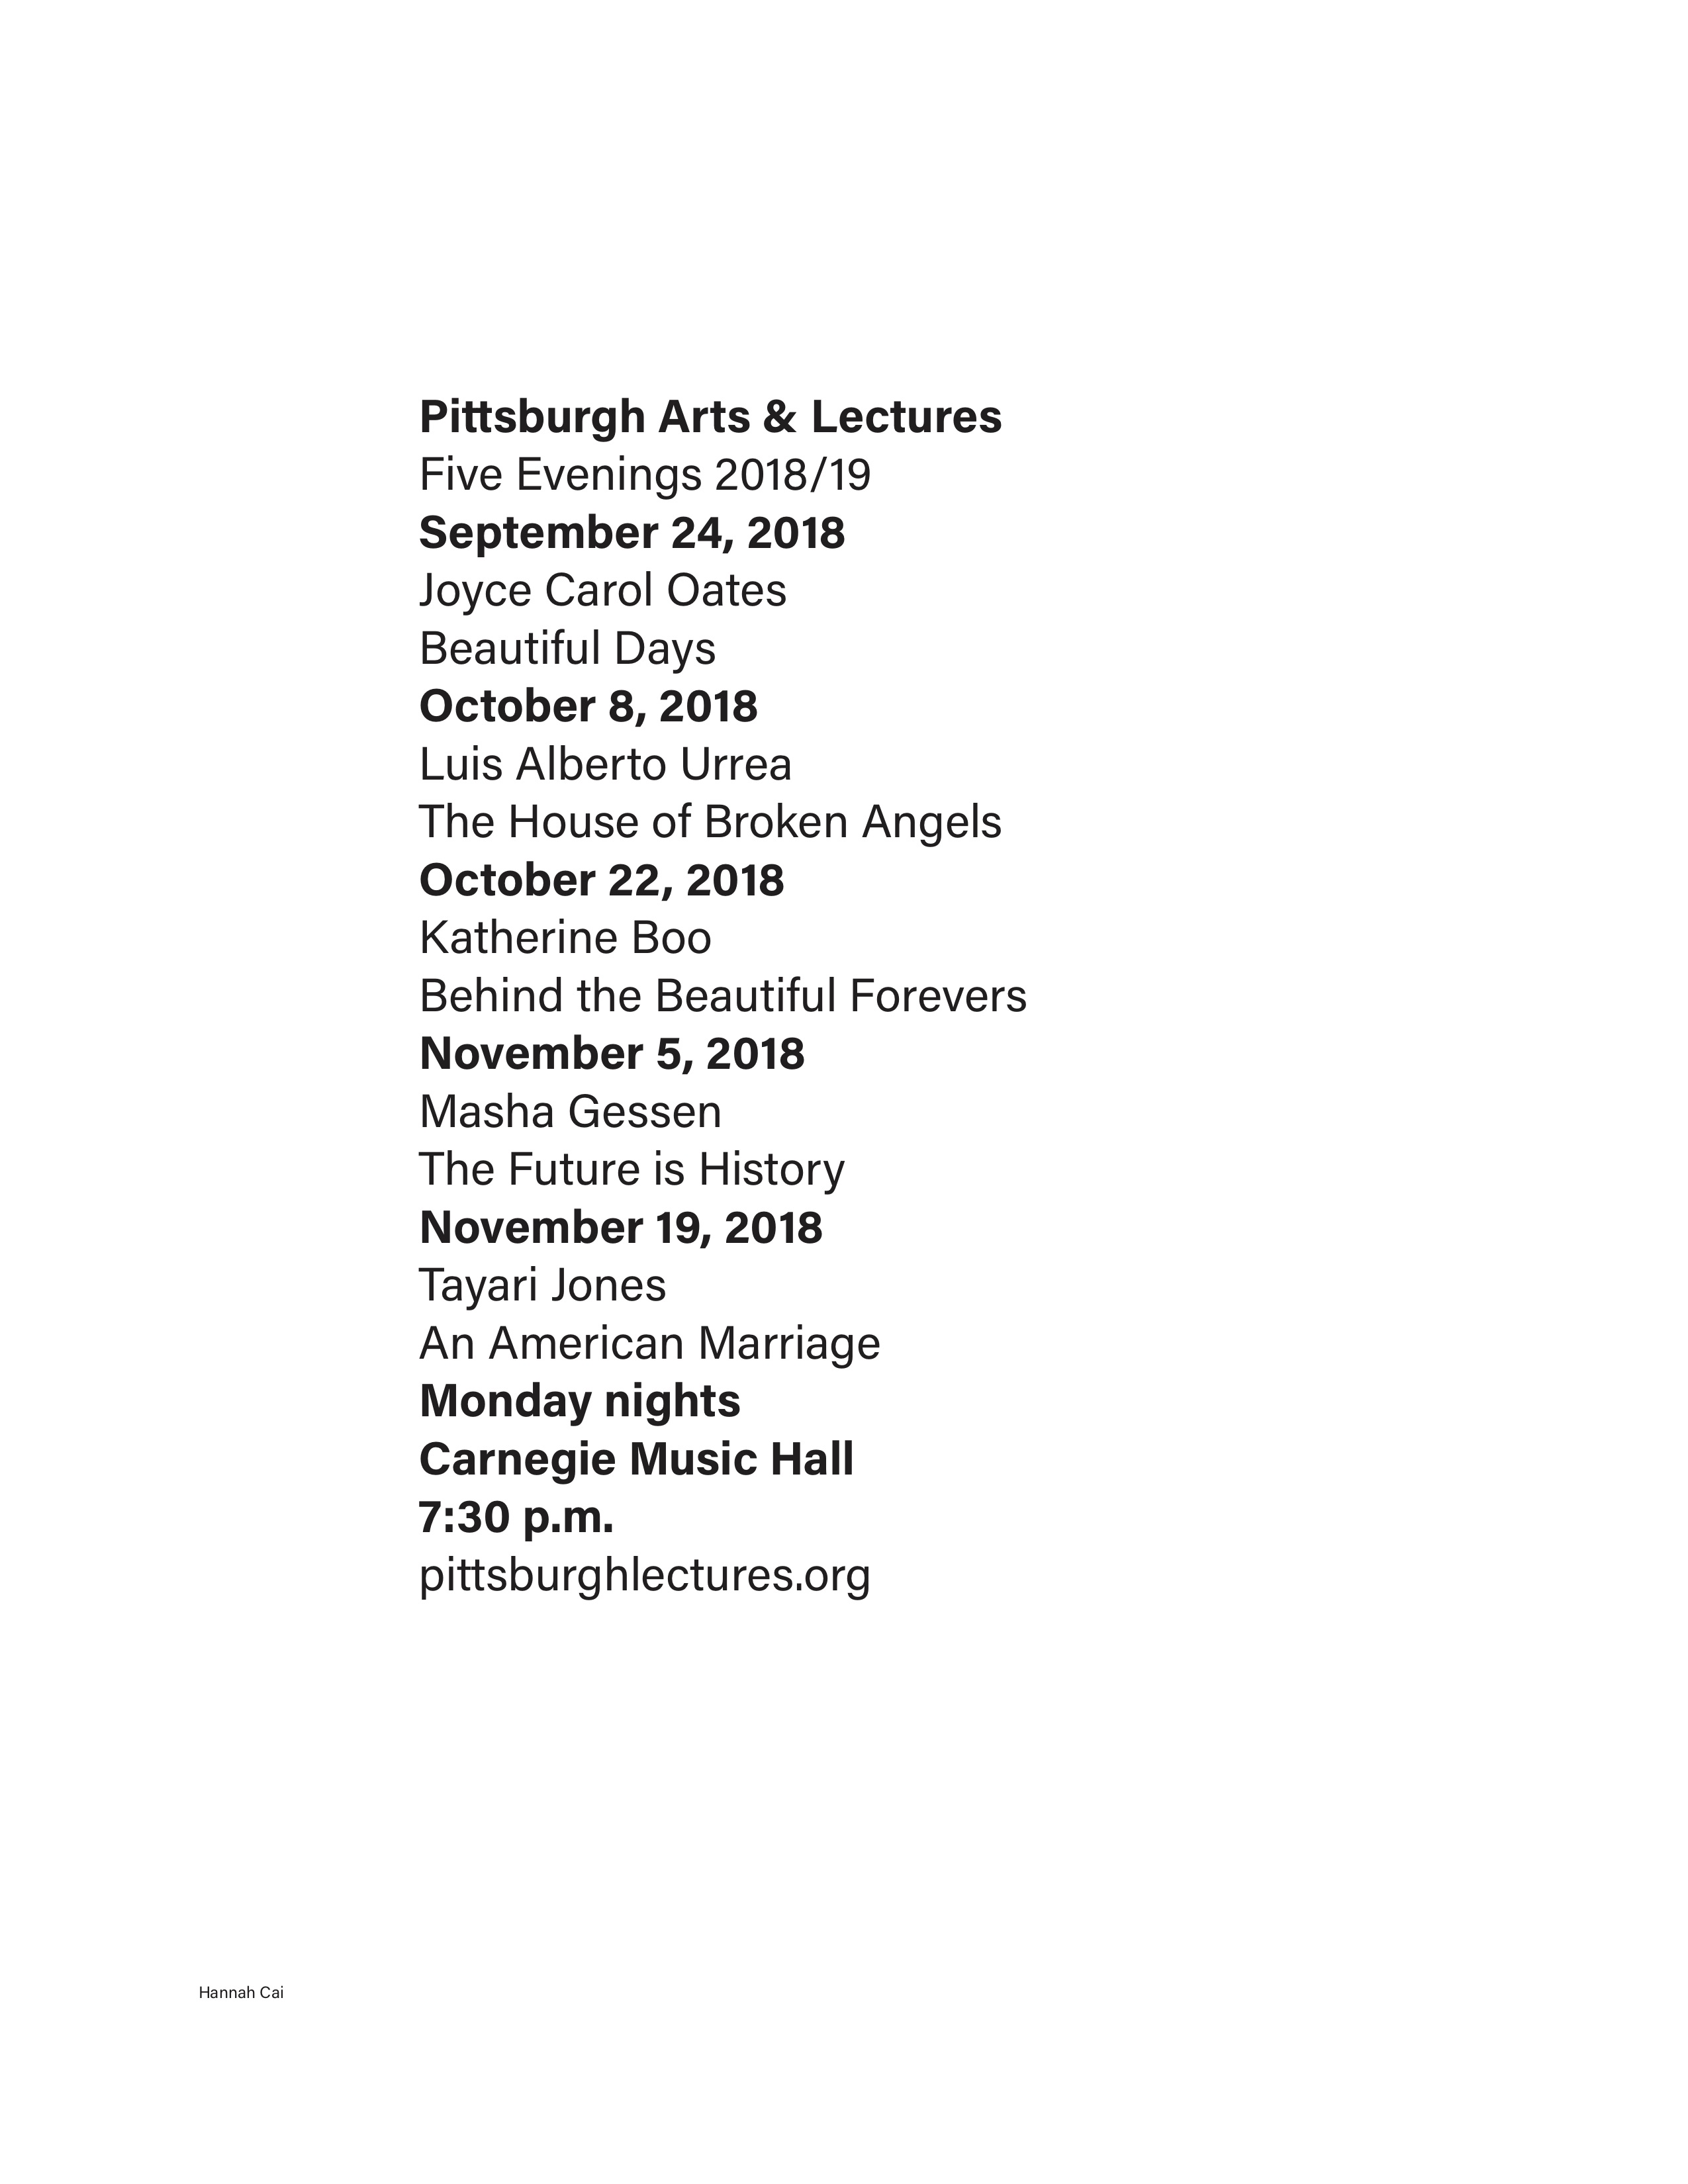 Pittsburgh Arts & Lectures
Five Evenings 2018/19
September 24, 2018
Joyce Carol Oates
Beautiful Days
October 8, 2018
Luis Alberto Urrea
The House of Broken Angels
October 22, 2018
Katherine Boo
Behind the Beautiful Forevers
November 5, 2018
Masha Gessen
The Future is History
November 19, 2018
Tayari Jones
An American Marriage
Monday nights
Carnegie Music Hall
7:30 p.m.
pittsburghlectures.org
Hannah Cai